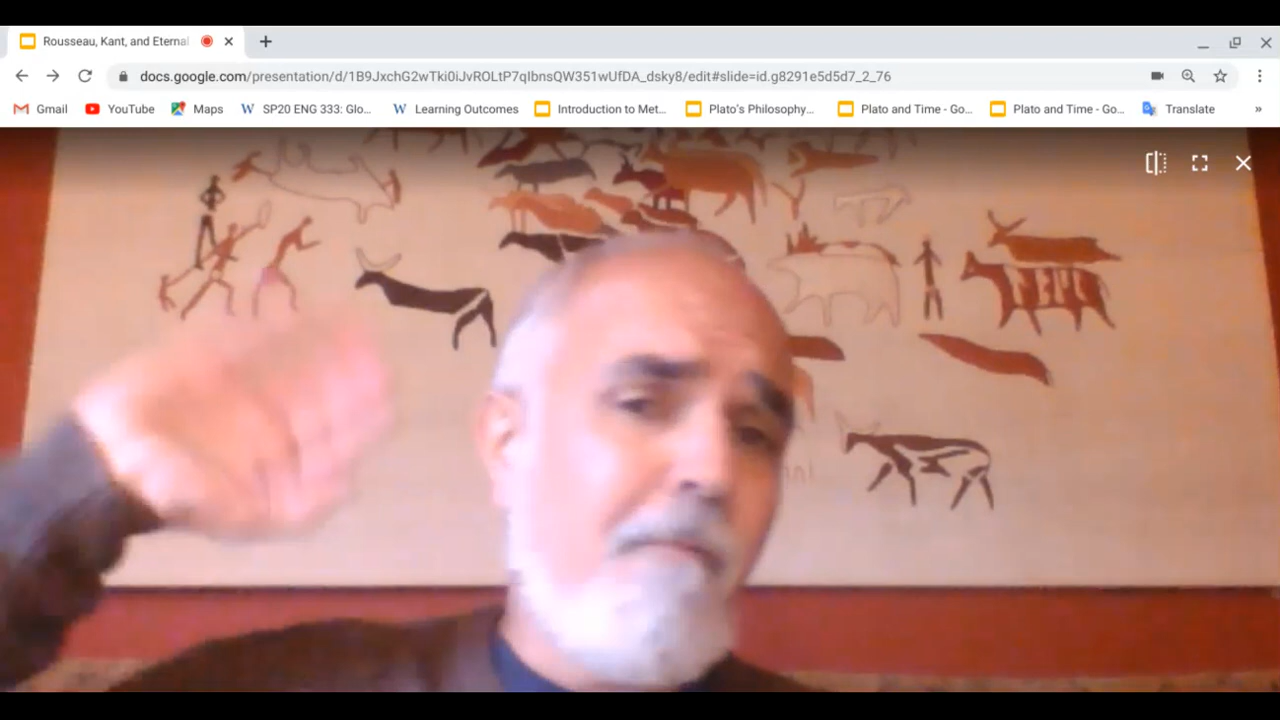 Rousseau, Kant, and Eternal
docs.google.com/presentation/d/1B9JxchG2wTki0iJvROLtP7qIbnsQW351wUfDA_dsky8/edit#slide=id.g8291e5d5d7_2_76
Gmail YouTube Maps SP20 ENG 333: Glo... Learning Outcomes Introduction to Met... Plato's Philosophy... Plato and Time - Go... Plato and Time - Go... Translate »